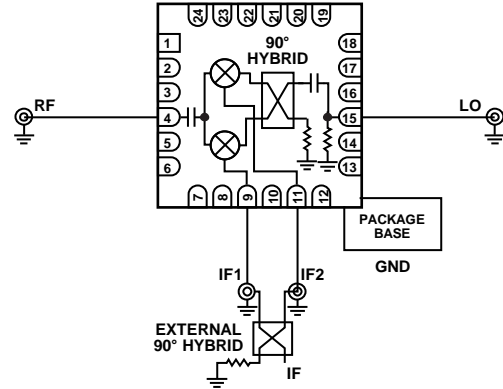 24 23 22 21 20 19
90°
HYBRID
1
2
3
4
5
6
18
17
16
15
14
13
RF
LO
7 8 9 10 11 12
PACKAGE
BASE
GND
IF1
IF2
EXTERNAL
90° HYBRID
IF